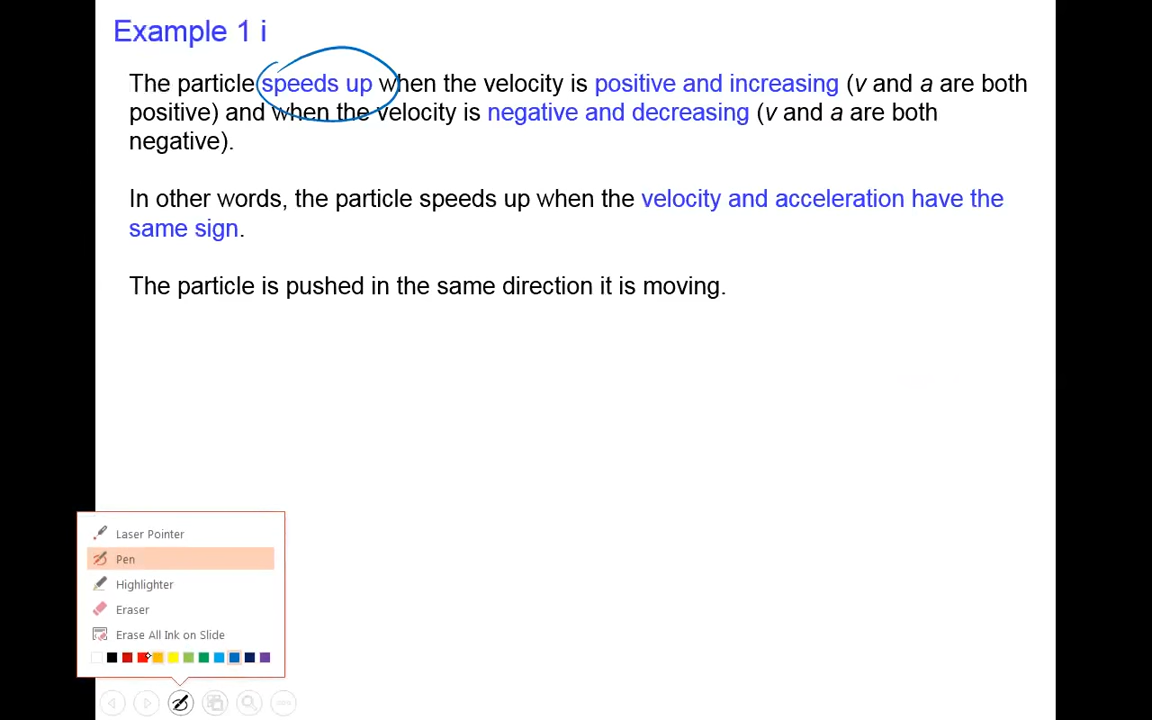 Example 1 i
The particle speeds up when the velocity is positive and increasing (v and a are both
positive) and when the velocity is negative and decreasing (v and a are both
negative).
In other words, the particle speeds up when the velocity and acceleration have the
same sign.
The particle is pushed in the same direction it is moving.
Laser Pointer
Pen
Highlighter
Eraser
Erase All Ink on Slide